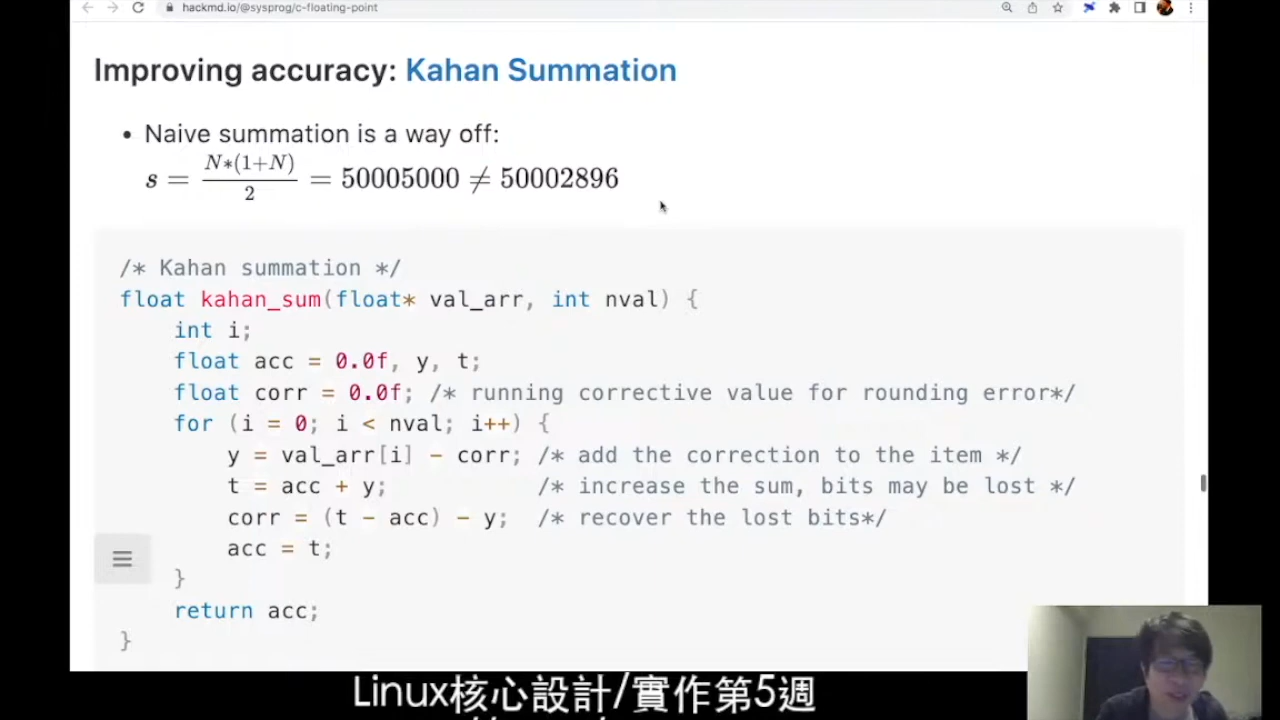 hackmd.io/@sysprog/c-floating-point
Improving accuracy: Kahan Summation
• Naive summation is a way off:
s = N*(1+N)/2 = 50005000 ≠ 50002896
/* Kahan summation */
float kahan_sum(float* val_arr, int nval) {
    int i;
    float acc = 0.0f, y, t;
    float corr = 0.0f; /* running corrective value for rounding error*/
    for (i = 0; i < nval; i++) {
        y = val_arr[i] - corr; /* add the correction to the item */
        t = acc + y;           /* increase the sum, bits may be lost */
        corr = (t - acc) - y;  /* recover the lost bits*/
        acc = t;
    }
    return acc;
}
Linux核心設計/實作第5週